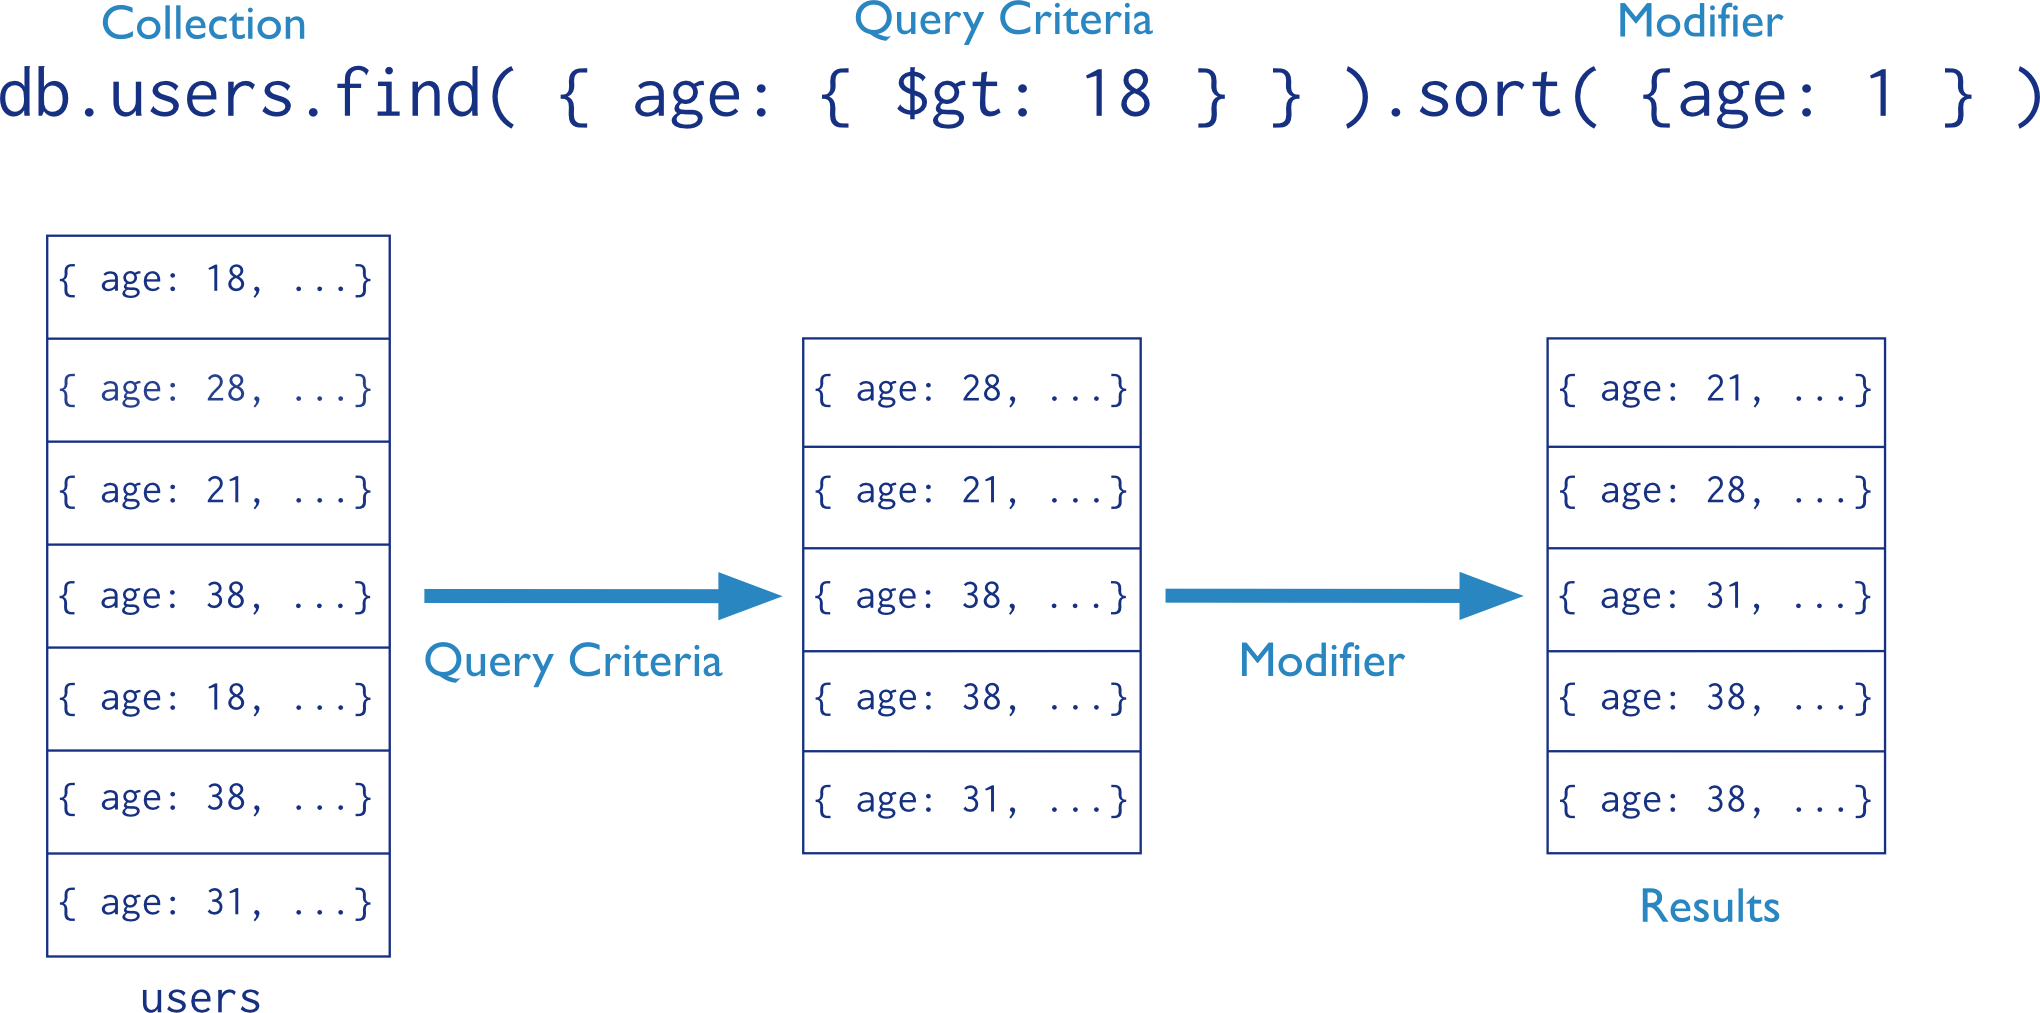 Collection Query Criteria Modifier
db.users.find( { age: { $gt: 18 } } ).sort( {age: 1 } )
{ age: 18, ...}
{ age: 28, ...}
{ age: 21, ...}
{ age: 38, ...}
{ age: 18, ...}
{ age: 38, ...}
{ age: 31, ...}
users
Query Criteria
{ age: 28, ...}
{ age: 21, ...}
{ age: 38, ...}
{ age: 38, ...}
{ age: 31, ...}
Modifier
{ age: 21, ...}
{ age: 28, ...}
{ age: 31, ...}
{ age: 38, ...}
{ age: 38, ...}
Results